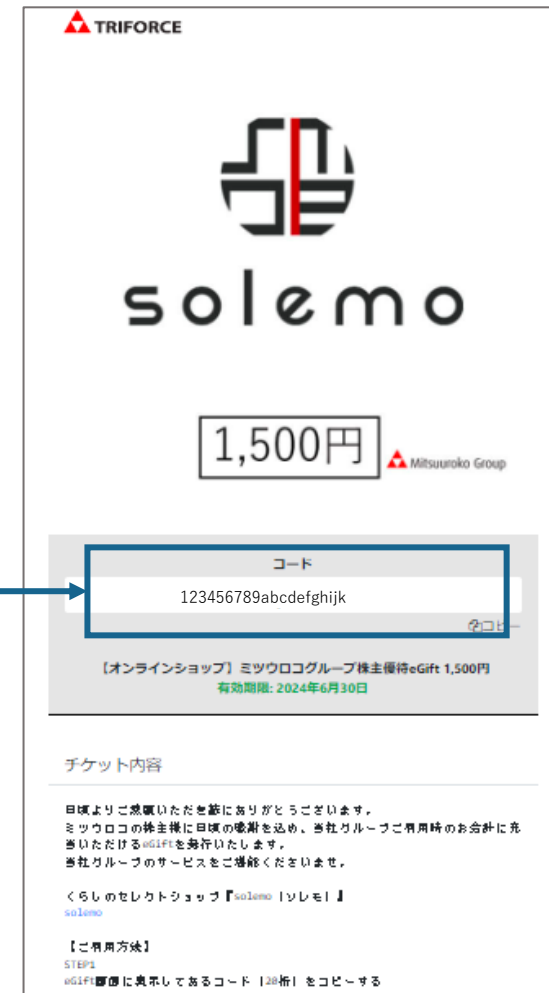 TRIFORCE
solemo
1,500円
Mitsuuroko Group
コード
123456789abcdefghijk
コピー
【オンラインショップ】ミツウロコグループ株主優待eGift 1,500円
有効期限: 2024年6月30日
チケット内容
日頃よりご愛顧いただき誠にありがとうございます。
ミツウロコの株主様に日頃の感謝を込め、当社グループご利用時のお会計に充
当いただけるeGiftを発行いたします。
当社グループのサービスをご堪能くださいませ。
くらしのセレクトショップ『solemo |ソレモ| 』
solemo
【ご利用方法】
STEP1
eGift画面に表示してあるコード |20桁| をコピーする